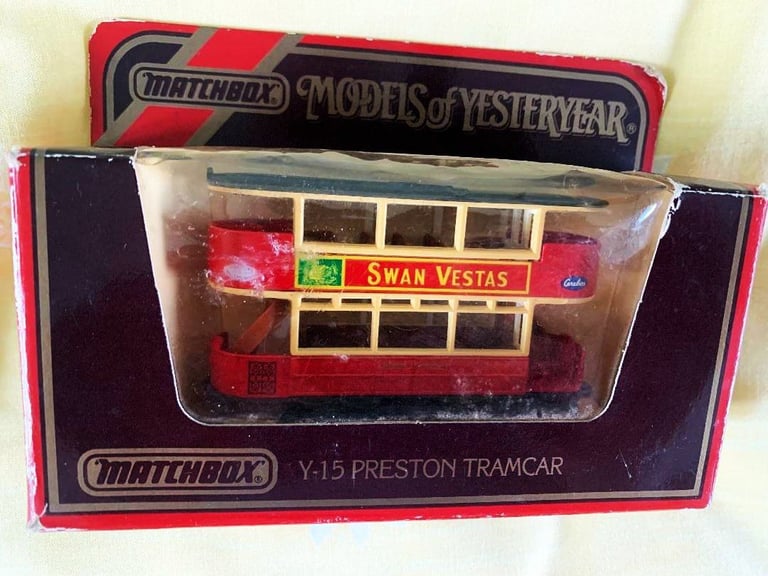 MATCHBOX®
MODELS of YESTERYEAR®
SWAN VESTAS
MATCHBOX®
Y-15 PRESTON TRAMCAR